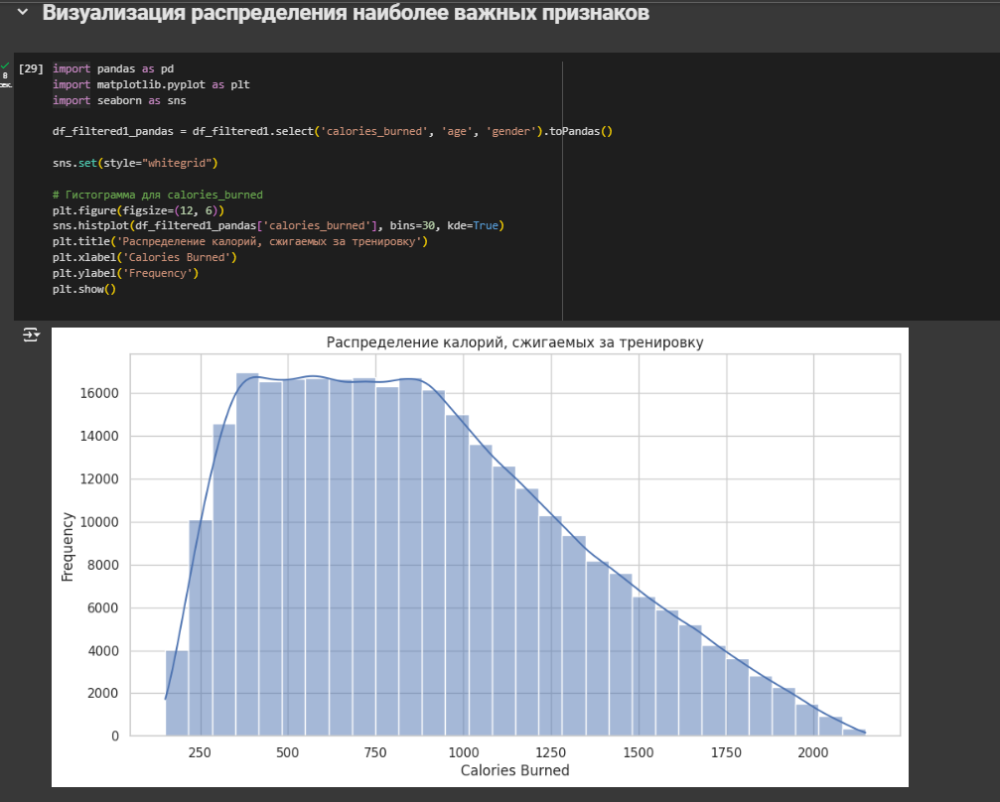 Визуализация распределения наиболее важных признаков
[29] import pandas as pd
import matplotlib.pyplot as plt
import seaborn as sns
df_filtered1_pandas = df_filtered1.select('calories_burned', 'age', 'gender').toPandas()
sns.set(style="whitegrid")
# Гистограмма для calories_burned
plt.figure(figsize=(12, 6))
sns.histplot(df_filtered1_pandas['calories_burned'], bins=30, kde=True)
plt.title('Распределение калорий, сжигаемых за тренировку')
plt.xlabel('Calories Burned')
plt.ylabel('Frequency')
plt.show()
8
Распределение калорий, сжигаемых за тренировку
Frequency
16000
14000
12000
10000
8000
6000
4000
2000
0
250 500 750 1000 1250 1500 1750 2000
Calories Burned